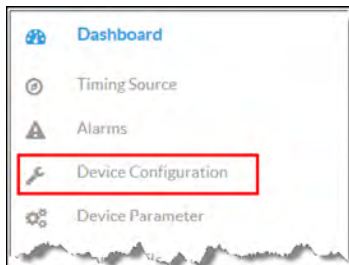 Dashboard
Timing Source
Alarms
Device Configuration
Device Parameter